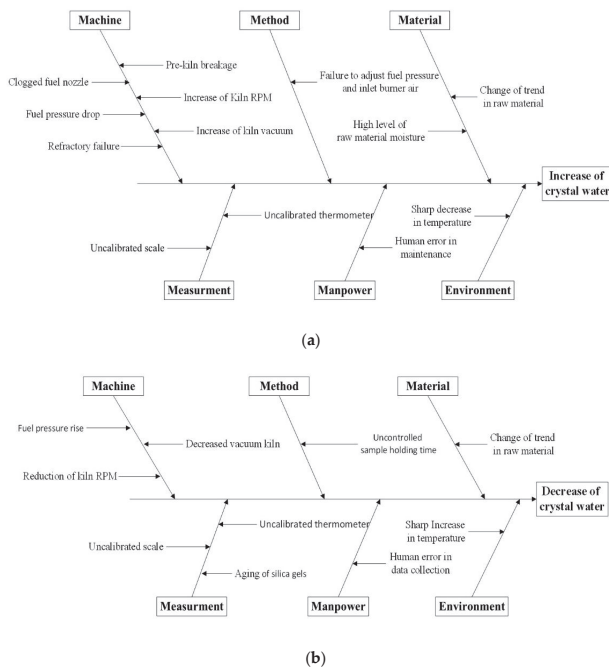 Machine
Method
Material
Pre-kiln breakage
Clogged fuel nozzle
Increase of Kiln RPM
Fuel pressure drop
Increase of kiln vacuum
Refractory failure
Failure to adjust fuel pressure
and inlet burner air
Change of trend
in raw material
High level of
raw material moisture
Increase of
crystal water
Uncalibrated thermometer
Uncalibrated scale
Sharp decrease
in temperature
Human error in
maintenance
Measurment
Manpower
Environment
(a)
Machine
Method
Material
Fuel pressure rise
Decreased vacuum kiln
Reduction of kiln RPM
Uncontrolled
sample holding time
Change of trend
in raw material
Decrease of
crystal water
Uncalibrated thermometer
Uncalibrated scale
Aging of silica gels
Sharp Increase
in temperature
Human error in
data collection
Measurment
Manpower
Environment
(b)